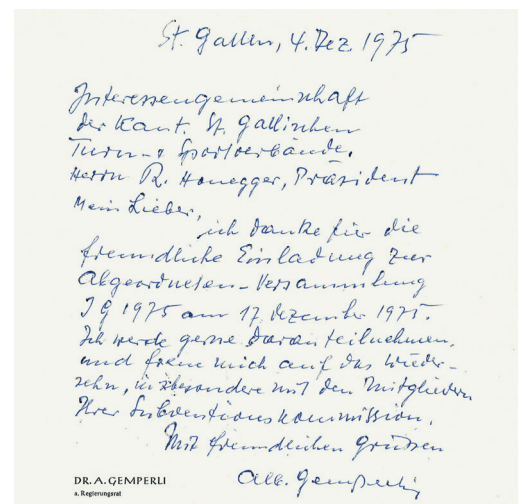 St. Gallen, 4. Dez 1975
Interessengemeinschaft
der Kant. St. Gallischen
Turn- & Sportverbände.
Herrn R. Honegger, Präsident
Mein Lieber,
ich danke für die
freundliche Einladung zur
Abgeordneten-Versammlung
IG 1975 am 17. Dezember 1975.
Ich werde gerne daran teilnehmen,
und freue mich auf das Wieder-
sehn, insbesondere mit den Mitgliedern
Ihrer Subventionskommission.
Mit freundlichen Grüssen
Alb. Gemperli
DR. A. GEMPERLI
a. Regierungsrat